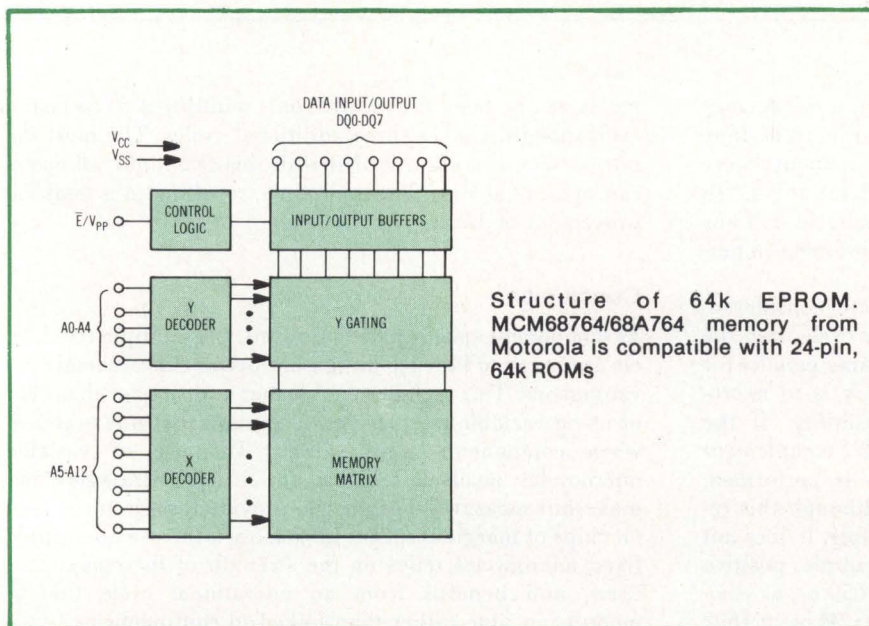 DATA INPUT/OUTPUT
DQ0-DQ7
VCC
VSS
E̅/VPP
CONTROL
LOGIC
INPUT/OUTPUT BUFFERS
A0-A4
Y
DECODER
Y GATING
Structure of 64k EPROM.
MCM68764/68A764 memory from
Motorola is compatible with 24-pin,
64k ROMs
A5-A12
X
DECODER
MEMORY
MATRIX